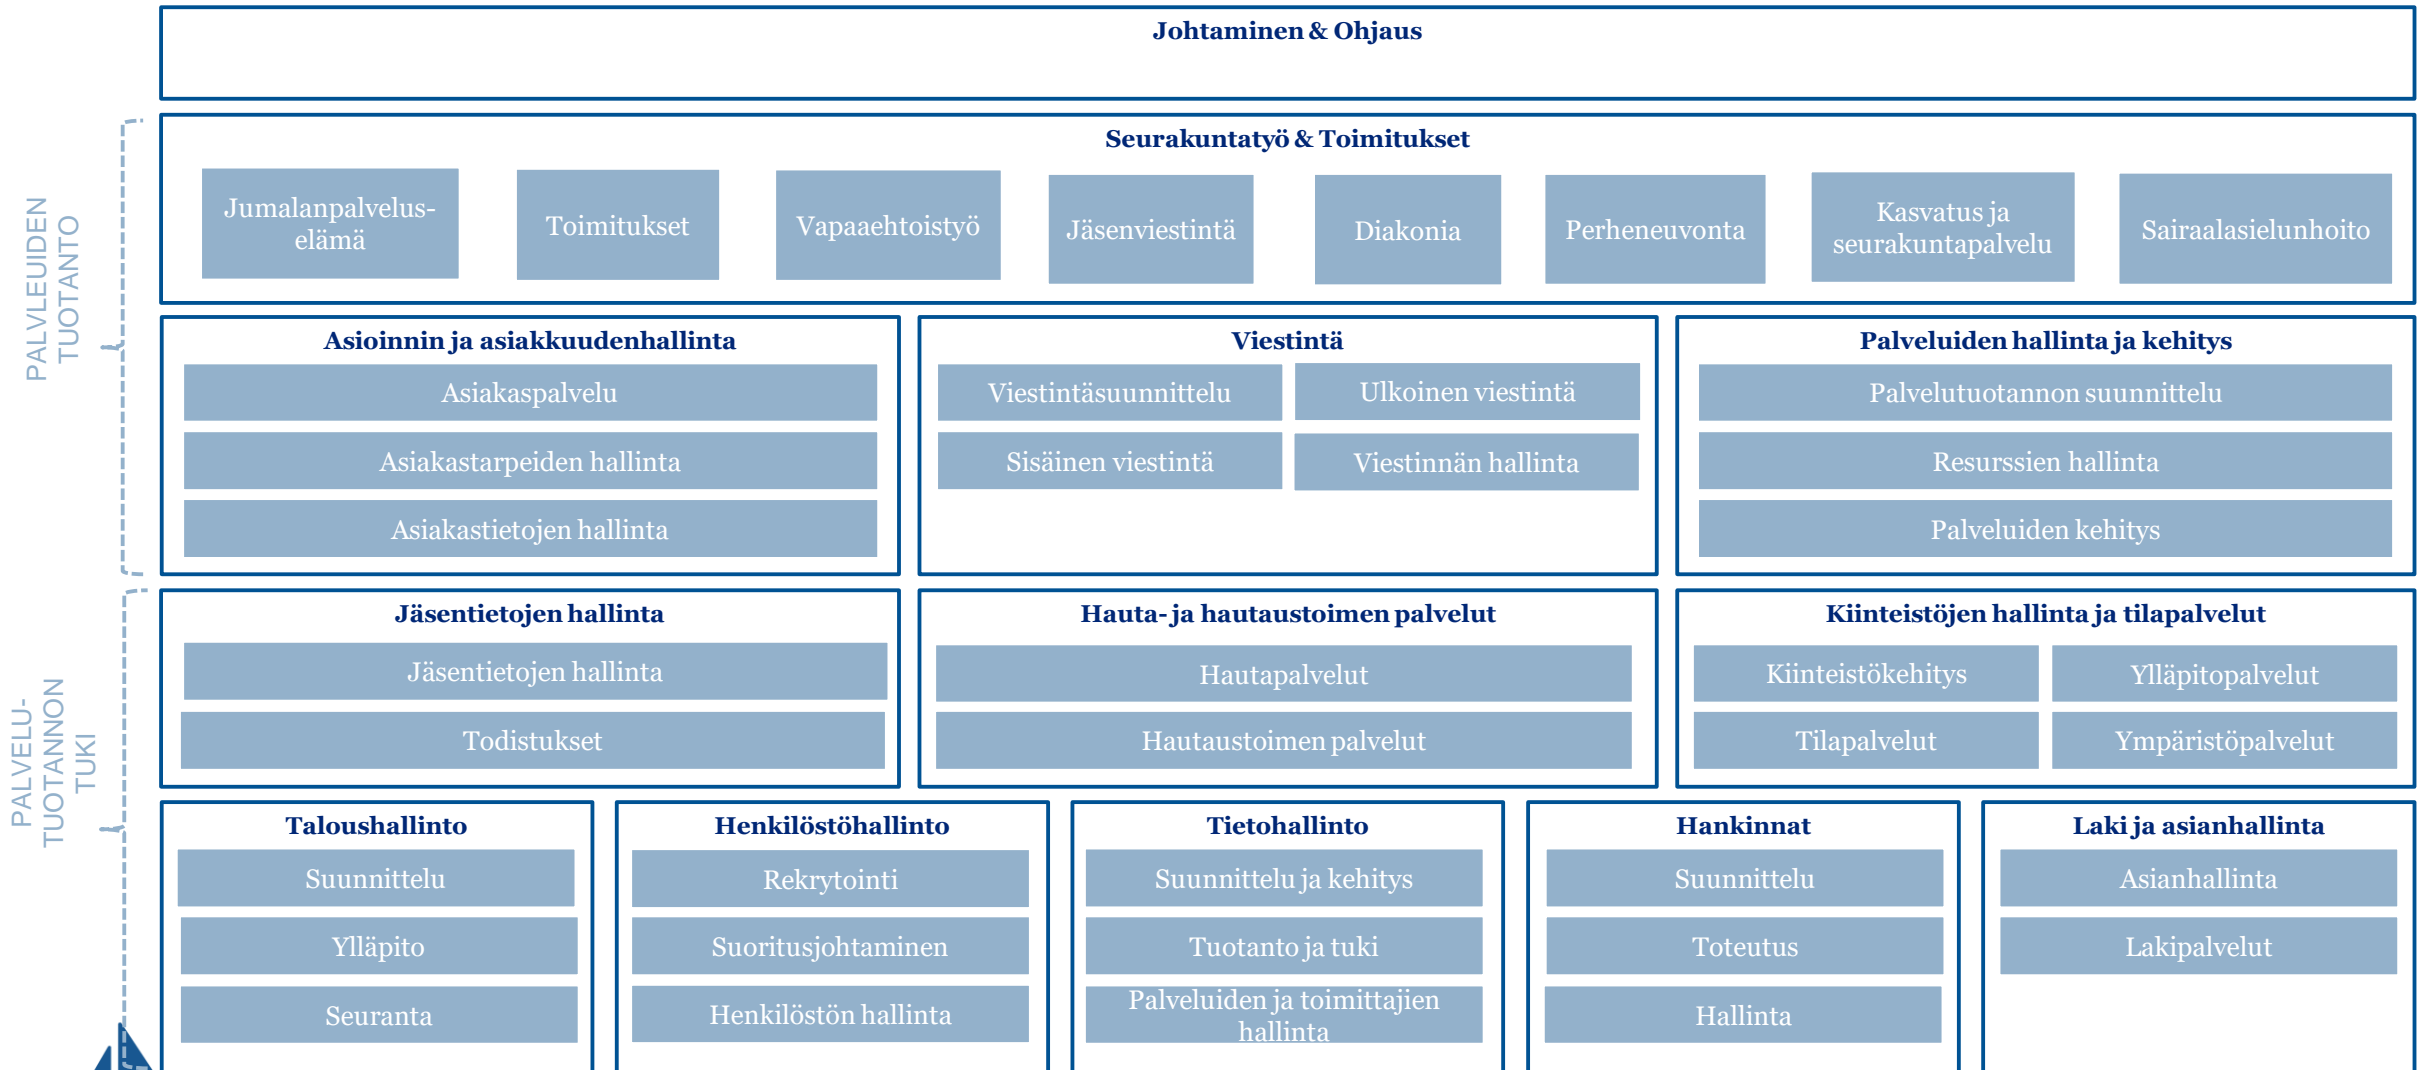 Johtaminen & Ohjaus
PALVLEUIDEN
TUOTANTO
Seurakuntatyö & Toimitukset
Jumalanpalvelus-
elämä
Toimitukset
Vapaaehtoistyö
Jäsenviestintä
Diakonia
Perheneuvonta
Kasvatus ja
seurakuntapalvelu
Sairaalasielunhoito
Asioinnin ja asiakkuudenhallinta
Asiakaspalvelu
Asiakastarpeiden hallinta
Asiakastietojen hallinta
Viestintä
Viestintäsuunnittelu
Ulkoinen viestintä
Sisäinen viestintä
Viestinnän hallinta
Palveluiden hallinta ja kehitys
Palvelutuotannon suunnittelu
Resurssien hallinta
Palveluiden kehitys
PALVELU-
TUOTANNON
TUKI
Jäsentietojen hallinta
Jäsentietojen hallinta
Todistukset
Hauta- ja hautaustoimen palvelut
Hautapalvelut
Hautaustoimen palvelut
Kiinteistöjen hallinta ja tilapalvelut
Kiinteistökehitys
Ylläpitopalvelut
Tilapalvelut
Ympäristöpalvelut
Taloushallinto
Suunnittelu
Ylläpito
Seuranta
Henkilöstöhallinto
Rekrytointi
Suoritusjohtaminen
Henkilöstön hallinta
Tietohallinto
Suunnittelu ja kehitys
Tuotanto ja tuki
Palveluiden ja toimittajien
hallinta
Hankinnat
Suunnittelu
Toteutus
Hallinta
Laki ja asianhallinta
Asianhallinta
Lakipalvelut